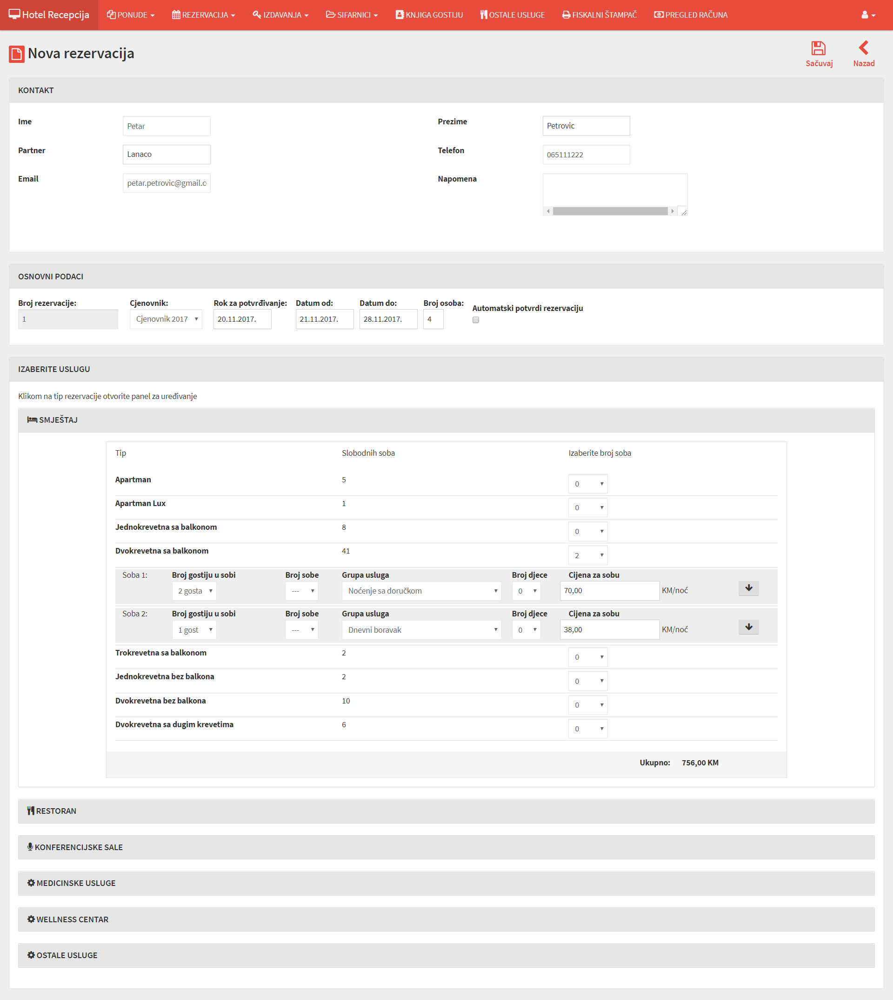 Hotel Recepcija PONUDE REZERVACIJA IZDAVANJA SIFARNICI KNJIGA GOSTIJU OSTALE USLUGE FISKALNI ŠTAMPAČ PREGLED RAČUNA
Nova rezervacija
Sačuvaj Nazad
KONTAKT
Ime Petar Prezime Petrovic
Partner Lanaco Telefon 065111222
Email petar.petrovic@gmail.c Napomena
OSNOVNI PODACI
Broj rezervacije: Cjenovnik: Rok za potvrđivanje: Datum od: Datum do: Broj osoba: Automatski potvrdi rezervaciju
1 Cjenovnik 2017 20.11.2017. 21.11.2017. 28.11.2017. 4
IZABERITE USLUGU
Klikom na tip rezervacije otvorite panel za uređivanje
SMJEŠTAJ
Tip Slobodnih soba Izaberite broj soba
Apartman 5 0
Apartman Lux 1 0
Jednokrevetna sa balkonom 8 0
Dvokrevetna sa balkonom 41 2
Soba 1: Broj gostiju u sobi Broj sobe Grupa usluga Broj djece Cijena za sobu
2 gosta --- Noćenje sa doručkom 0 70,00 KM/noć
Soba 2: Broj gostiju u sobi Broj sobe Grupa usluga Broj djece Cijena za sobu
1 gost --- Dnevni boravak 0 38,00 KM/noć
Trokrevetna sa balkonom 2 0
Jednokrevetna bez balkona 2 0
Dvokrevetna bez balkona 10 0
Dvokrevetna sa dugim krevetima 6 0
Ukupno: 756,00 KM
RESTORAN
KONFERENCIJSKE SALE
MEDICINSKE USLUGE
WELLNESS CENTAR
OSTALE USLUGE